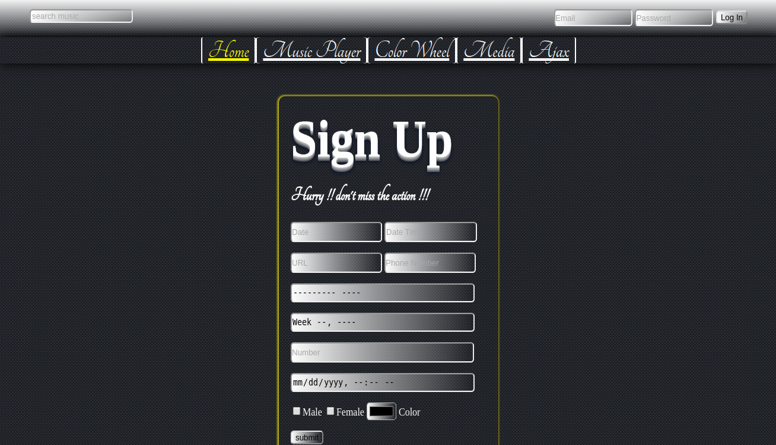 search music
Email Password Log In
Home Music Player Color Wheel Media Ajax
Sign Up
Hurry !! don't miss the action !!!
Date Date T
URL Phone Number
--------- ----
Week --, ----
Number
mm/dd/yyyy, --:-- --
Male Female Color
submit